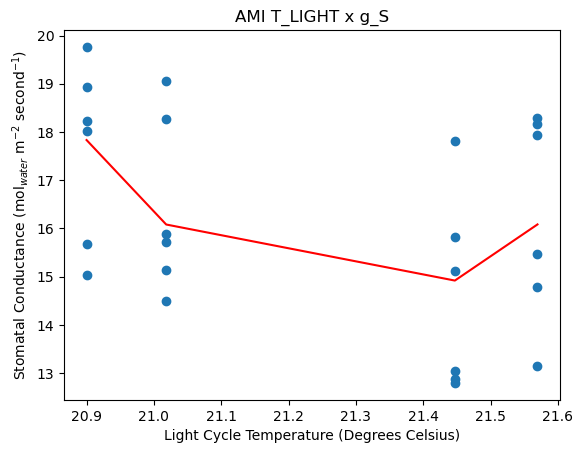 AMI T_LIGHT x g_S
Stomatal Conductance (mol_water m⁻² second⁻¹)
20
19
18
17
16
15
14
13
20.9 21.0 21.1 21.2 21.3 21.4 21.5 21.6
Light Cycle Temperature (Degrees Celsius)